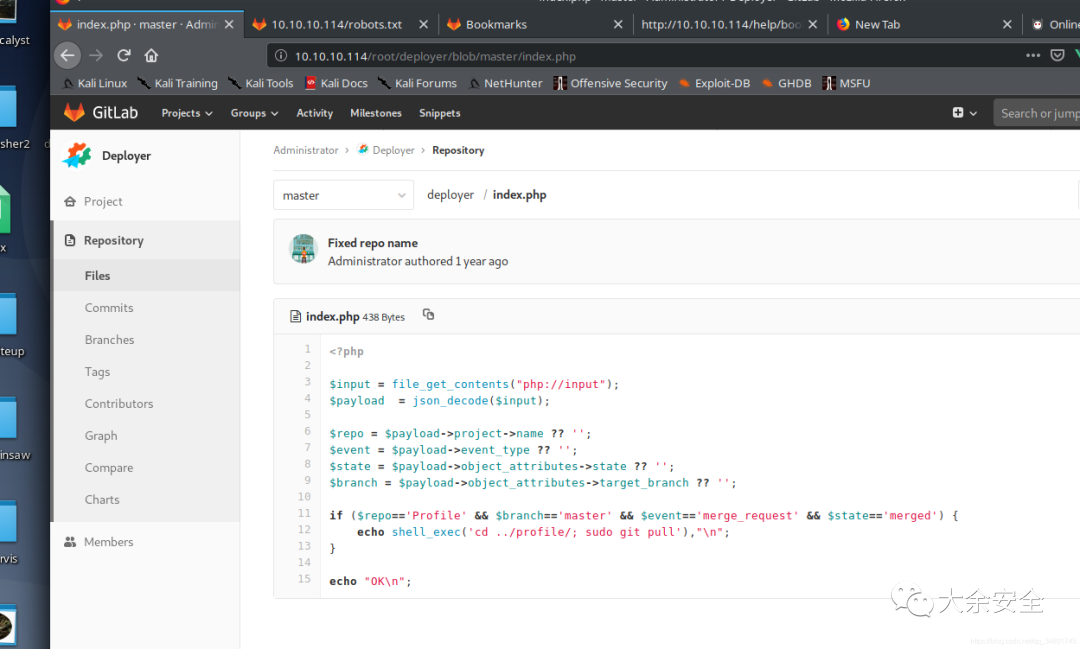 index.php · master · Admin
10.10.10.114/robots.txt
Bookmarks
http://10.10.10.114/help/boo
New Tab
Online
10.10.10.114/root/deployer/blob/master/index.php
Kali Linux
Kali Training
Kali Tools
Kali Docs
Kali Forums
NetHunter
Offensive Security
Exploit-DB
GHDB
MSFU
GitLab
Projects
Groups
Activity
Milestones
Snippets
Search or jump
calyst
sher2
d
x
teup
insaw
rvis
Deployer
Project
Repository
Files
Commits
Branches
Tags
Contributors
Graph
Compare
Charts
Members
Administrator › Deployer › Repository
master
deployer / index.php
Fixed repo name
Administrator authored 1 year ago
index.php 438 Bytes
1 <?php
2
3 $input = file_get_contents("php://input");
4 $payload  = json_decode($input);
5
6 $repo = $payload->project->name ?? '';
7 $event = $payload->event_type ?? '';
8 $state = $payload->object_attributes->state ?? '';
9 $branch = $payload->object_attributes->target_branch ?? '';
10
11 if ($repo=='Profile' && $branch=='master' && $event=='merge_request' && $state=='merged') {
12     echo shell_exec('cd ../profile/; sudo git pull'),"\n";
13 }
14
15 echo "OK\n";
大余安全